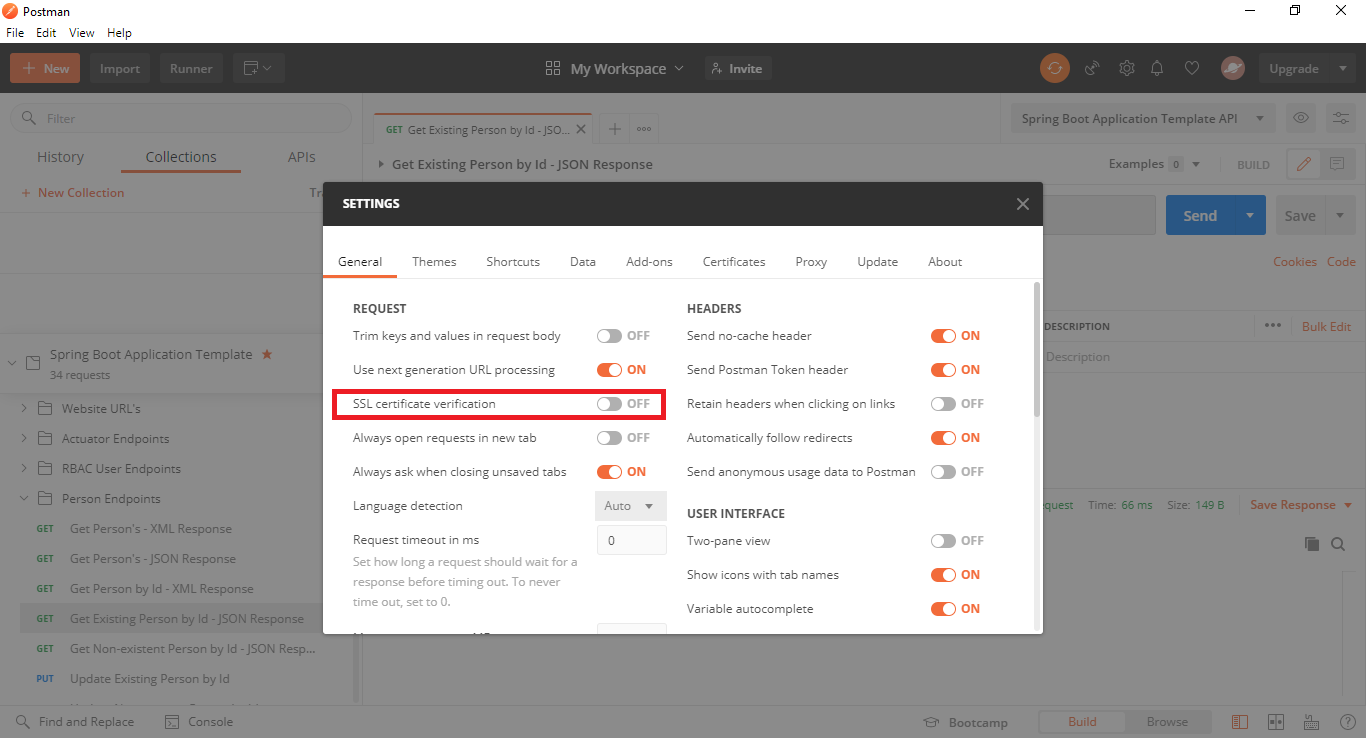 Postman
File Edit View Help
New Import Runner My Workspace Invite Upgrade
Filter
History Collections APIs
+ New Collection
GET Get Existing Person by Id - JSO...
Spring Boot Application Template API
Get Existing Person by Id - JSON Response
Examples 0 BUILD
Send Save
Cookies Code
DESCRIPTION Bulk Edit
Description
Spring Boot Application Template
34 requests
Website URL's
Actuator Endpoints
RBAC User Endpoints
Person Endpoints
GET Get Person's - XML Response
GET Get Person's - JSON Response
GET Get Person by Id - XML Response
GET Get Existing Person by Id - JSON Response
GET Get Non-existent Person by Id - JSON Resp...
PUT Update Existing Person by Id
SETTINGS
General Themes Shortcuts Data Add-ons Certificates Proxy Update About
REQUEST
Trim keys and values in request body OFF
Use next generation URL processing ON
SSL certificate verification OFF
Always open requests in new tab OFF
Always ask when closing unsaved tabs ON
Language detection Auto
Request timeout in ms 0
Set how long a request should wait for a
response before timing out. To never
time out, set to 0.
HEADERS
Send no-cache header ON
Send Postman Token header ON
Retain headers when clicking on links OFF
Automatically follow redirects ON
Send anonymous usage data to Postman OFF
USER INTERFACE
Two-pane view OFF
Show icons with tab names ON
Variable autocomplete ON
Time: 66 ms Size: 149 B Save Response
Find and Replace Console Bootcamp Build Browse